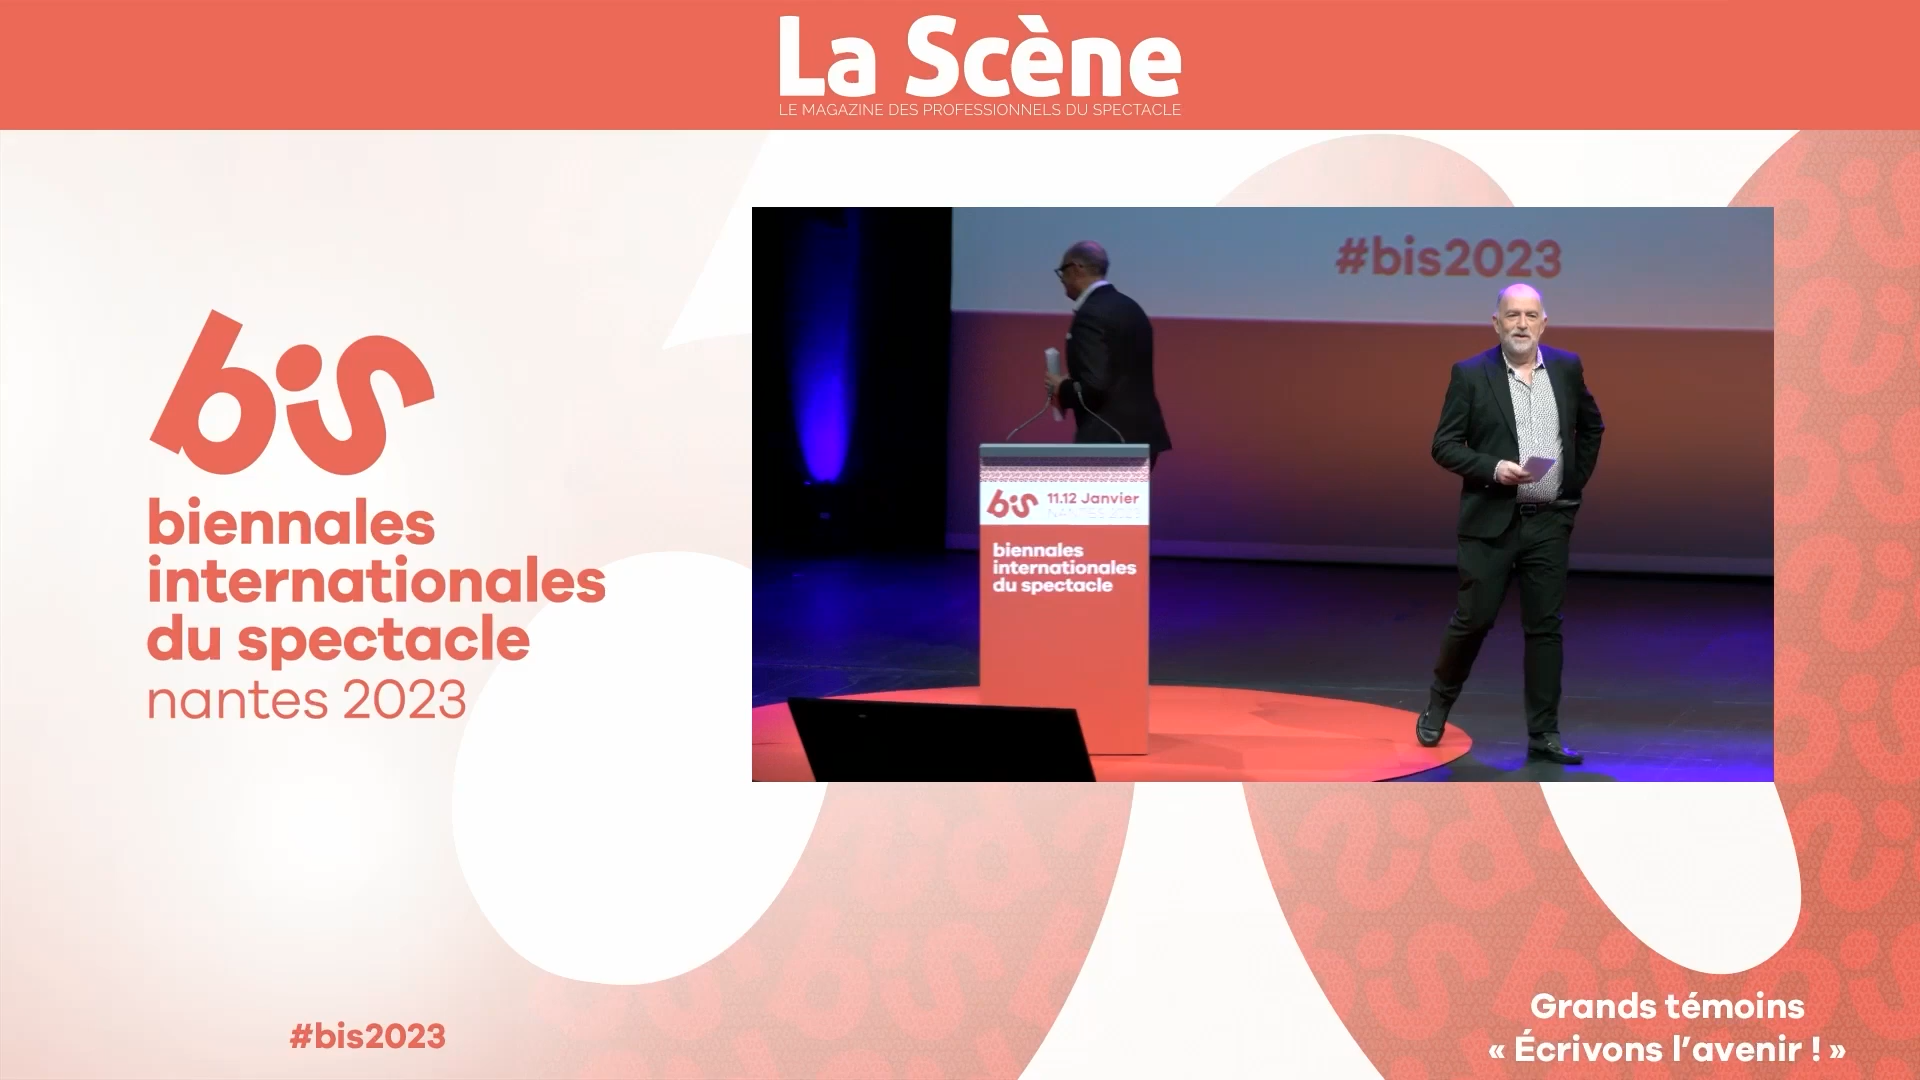 La Scène
LE MAGAZINE DES PROFESSIONNELS DU SPECTACLE
bis
biennales
internationales
du spectacle
nantes 2023
#bis2023
bis
11.12 Janvier
NANTES 2023
biennales
internationales
du spectacle
#bis2023
Grands témoins
« Écrivons l’avenir ! »